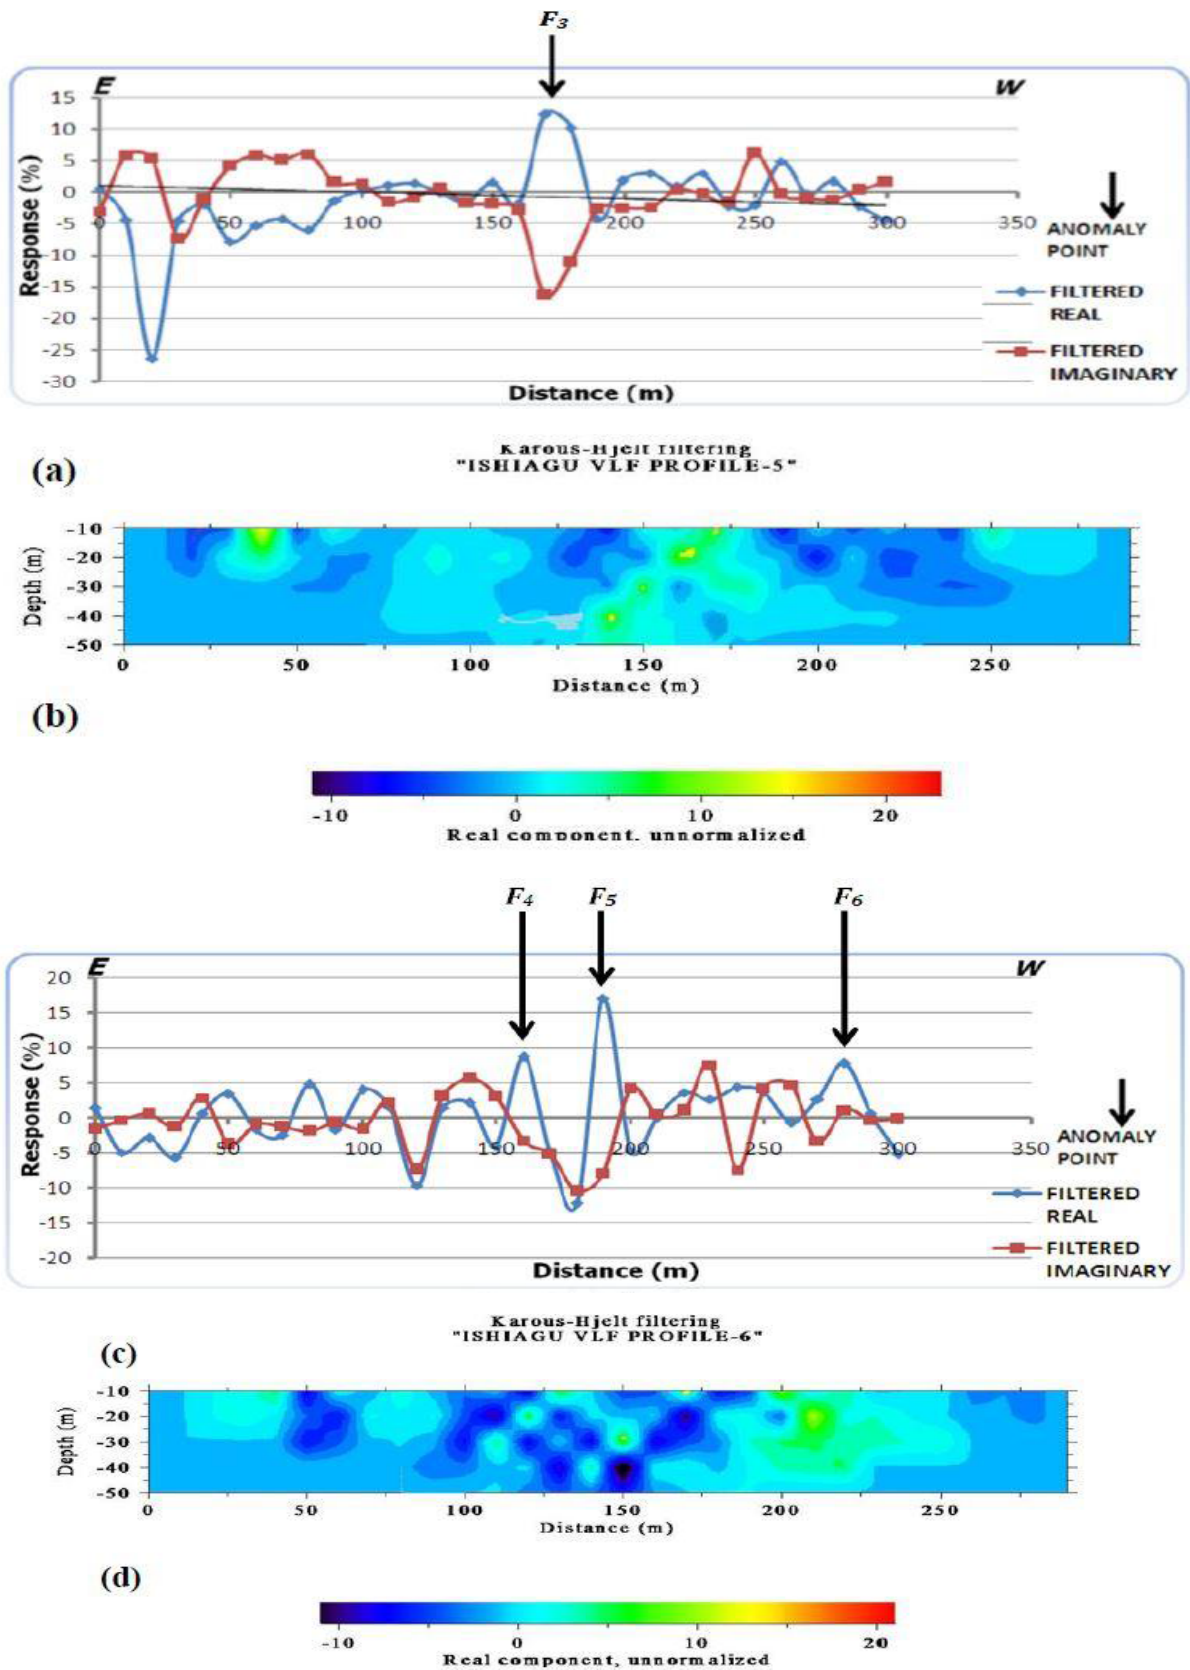 F3
E W
15
10
5
0
-5
-10
-15
-20
-25
-30
0 50 100 150 200 250 300 350
Response (%)
Distance (m)
ANOMALY
POINT
FILTERED
REAL
FILTERED
IMAGINARY
(a)
Karous-Hjelt filtering
"ISHIAGU VLF PROFILE-5"
-10
-20
-30
-40
-50
Depth (m)
0 50 100 150 200 250
Distance (m)
(b)
-10 0 10 20
Real component, unnormalized
F4 F5 F6
E W
20
15
10
5
0
-5
-10
-15
-20
0 50 100 150 200 250 300 350
Response (%)
Distance (m)
ANOMALY
POINT
FILTERED
REAL
FILTERED
IMAGINARY
Karous-Hjelt filtering
"ISHIAGU VLF PROFILE-6"
(c)
-10
-20
-30
-40
-50
Depth (m)
0 50 100 150 200 250
Distance (m)
(d)
-10 0 10 20
Real component, unnormalized